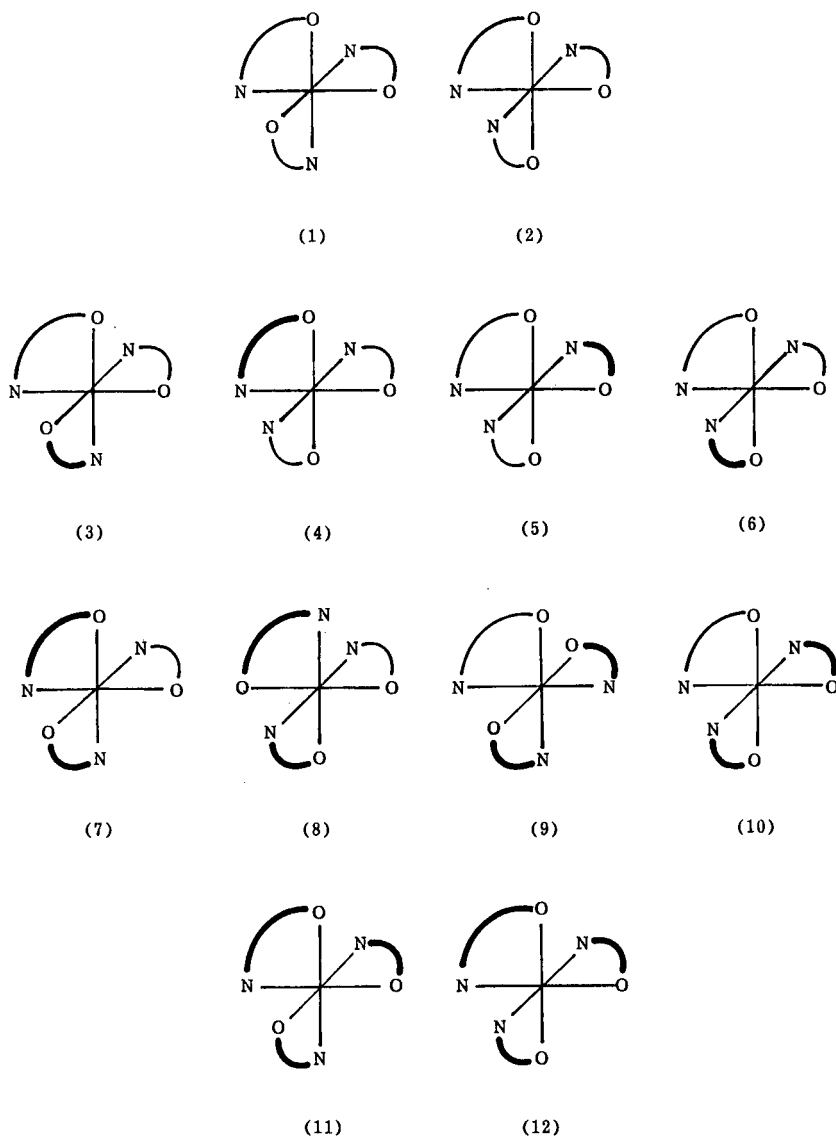 O O
N N
N O N O
O N
N O
(1) (2)
O O O O
N N N N
N O N O N O N O
O N N N
N O O O
(3) (4) (5) (6)
O N O O
N N O N
N O O O N N N O
O N O N
N O N O
(7) (8) (9) (10)
O O
N N
N O N O
O N
N O
(11) (12)